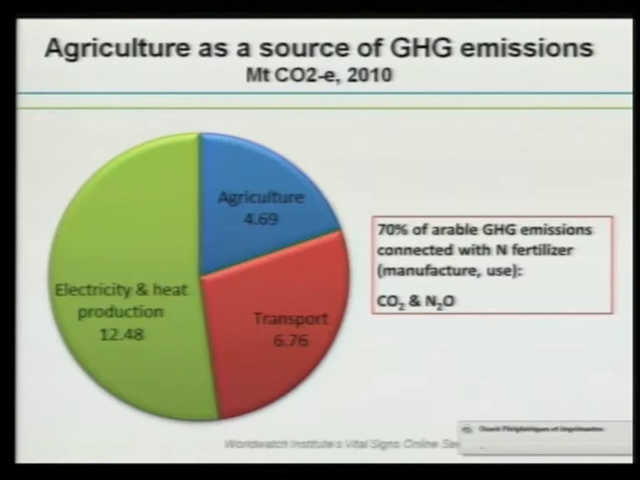 Agriculture as a source of GHG emissions
Mt CO2-e, 2010
Agriculture
4.69
Electricity & heat
production
12.48
Transport
6.76
70% of arable GHG emissions
connected with N fertilizer
(manufacture, use):
CO₂ & N₂O
Worldwatch Institute's Vital Signs Online